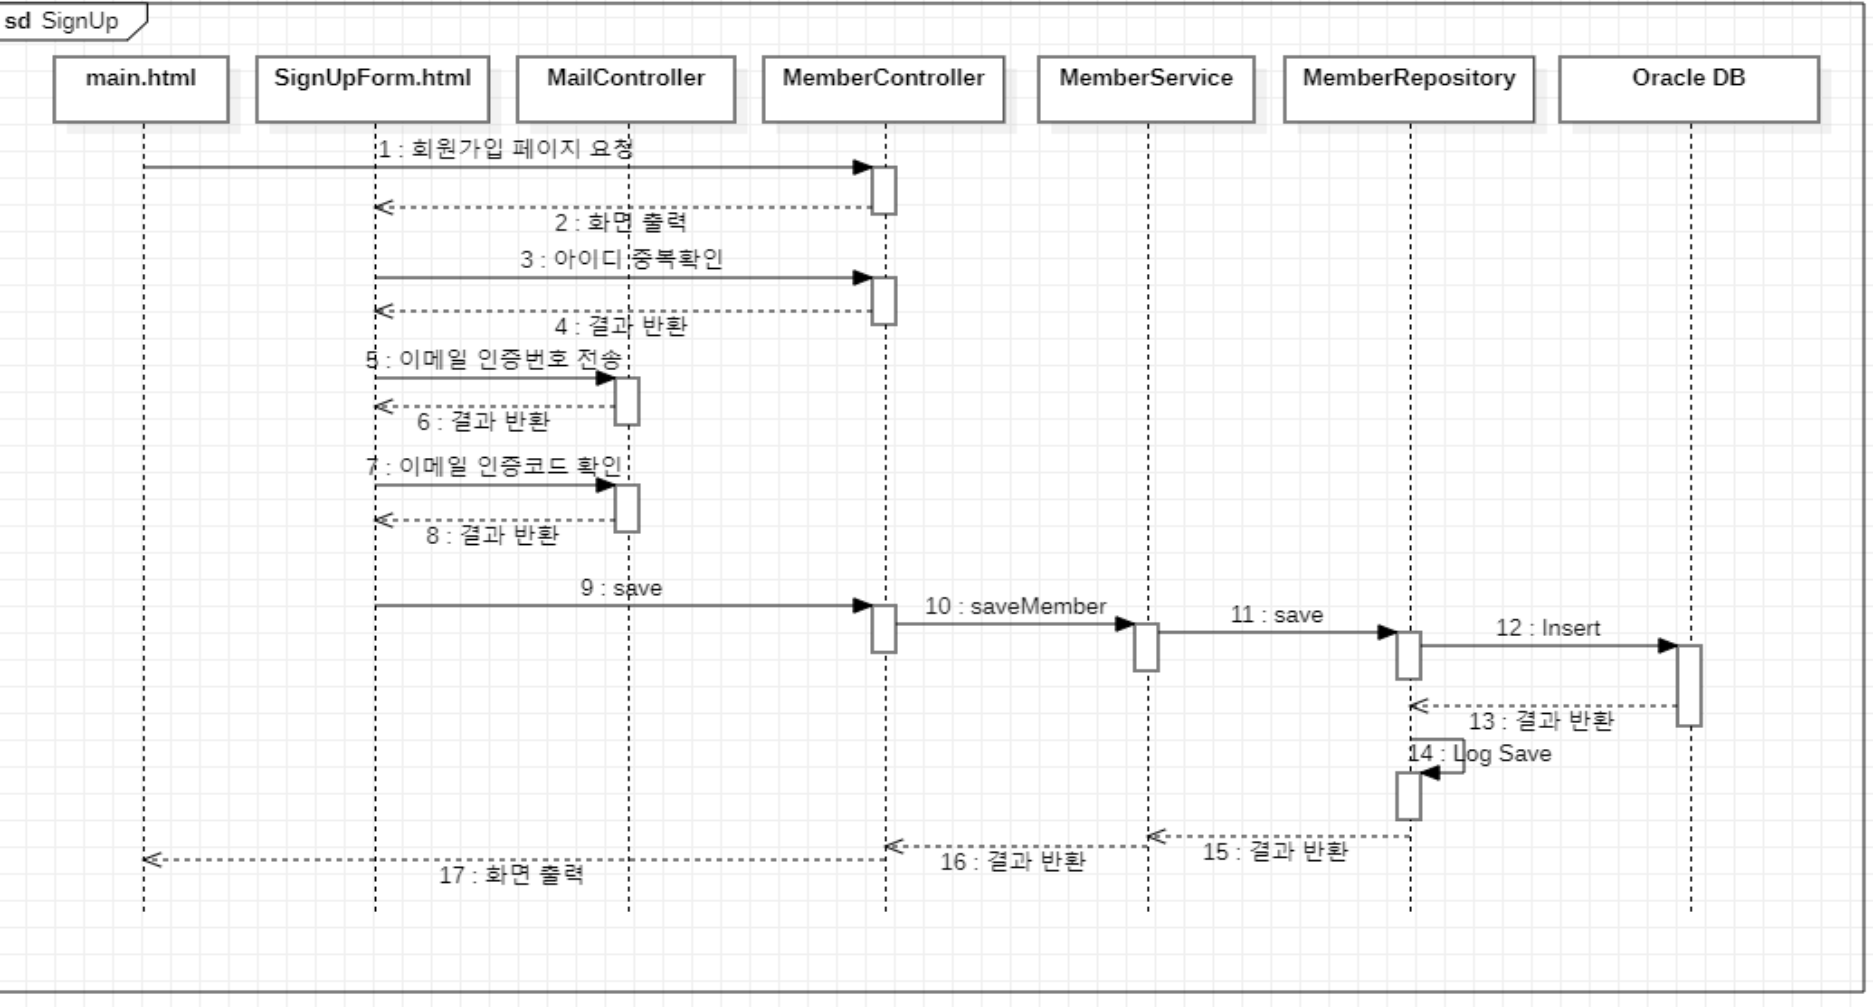 sd SignUp
main.html
SignUpForm.html
MailController
MemberController
MemberService
MemberRepository
Oracle DB
1 : 회원가입 페이지 요청
2 : 화면 출력
3 : 아이디 중복확인
4 : 결과 반환
5 : 이메일 인증번호 전송
6 : 결과 반환
7 : 이메일 인증코드 확인
8 : 결과 반환
9 : save
10 : saveMember
11 : save
12 : Insert
13 : 결과 반환
14 : Log Save
15 : 결과 반환
16 : 결과 반환
17 : 화면 출력